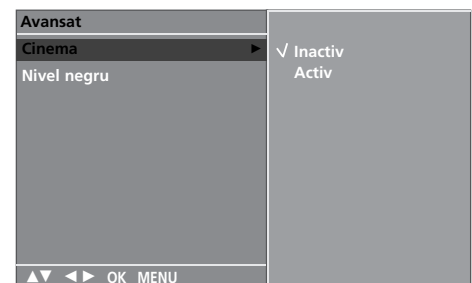 Avansat
Cinema ►
Nivel negru
√ Inactiv
Activ
▲▼ ◄► OK MENU